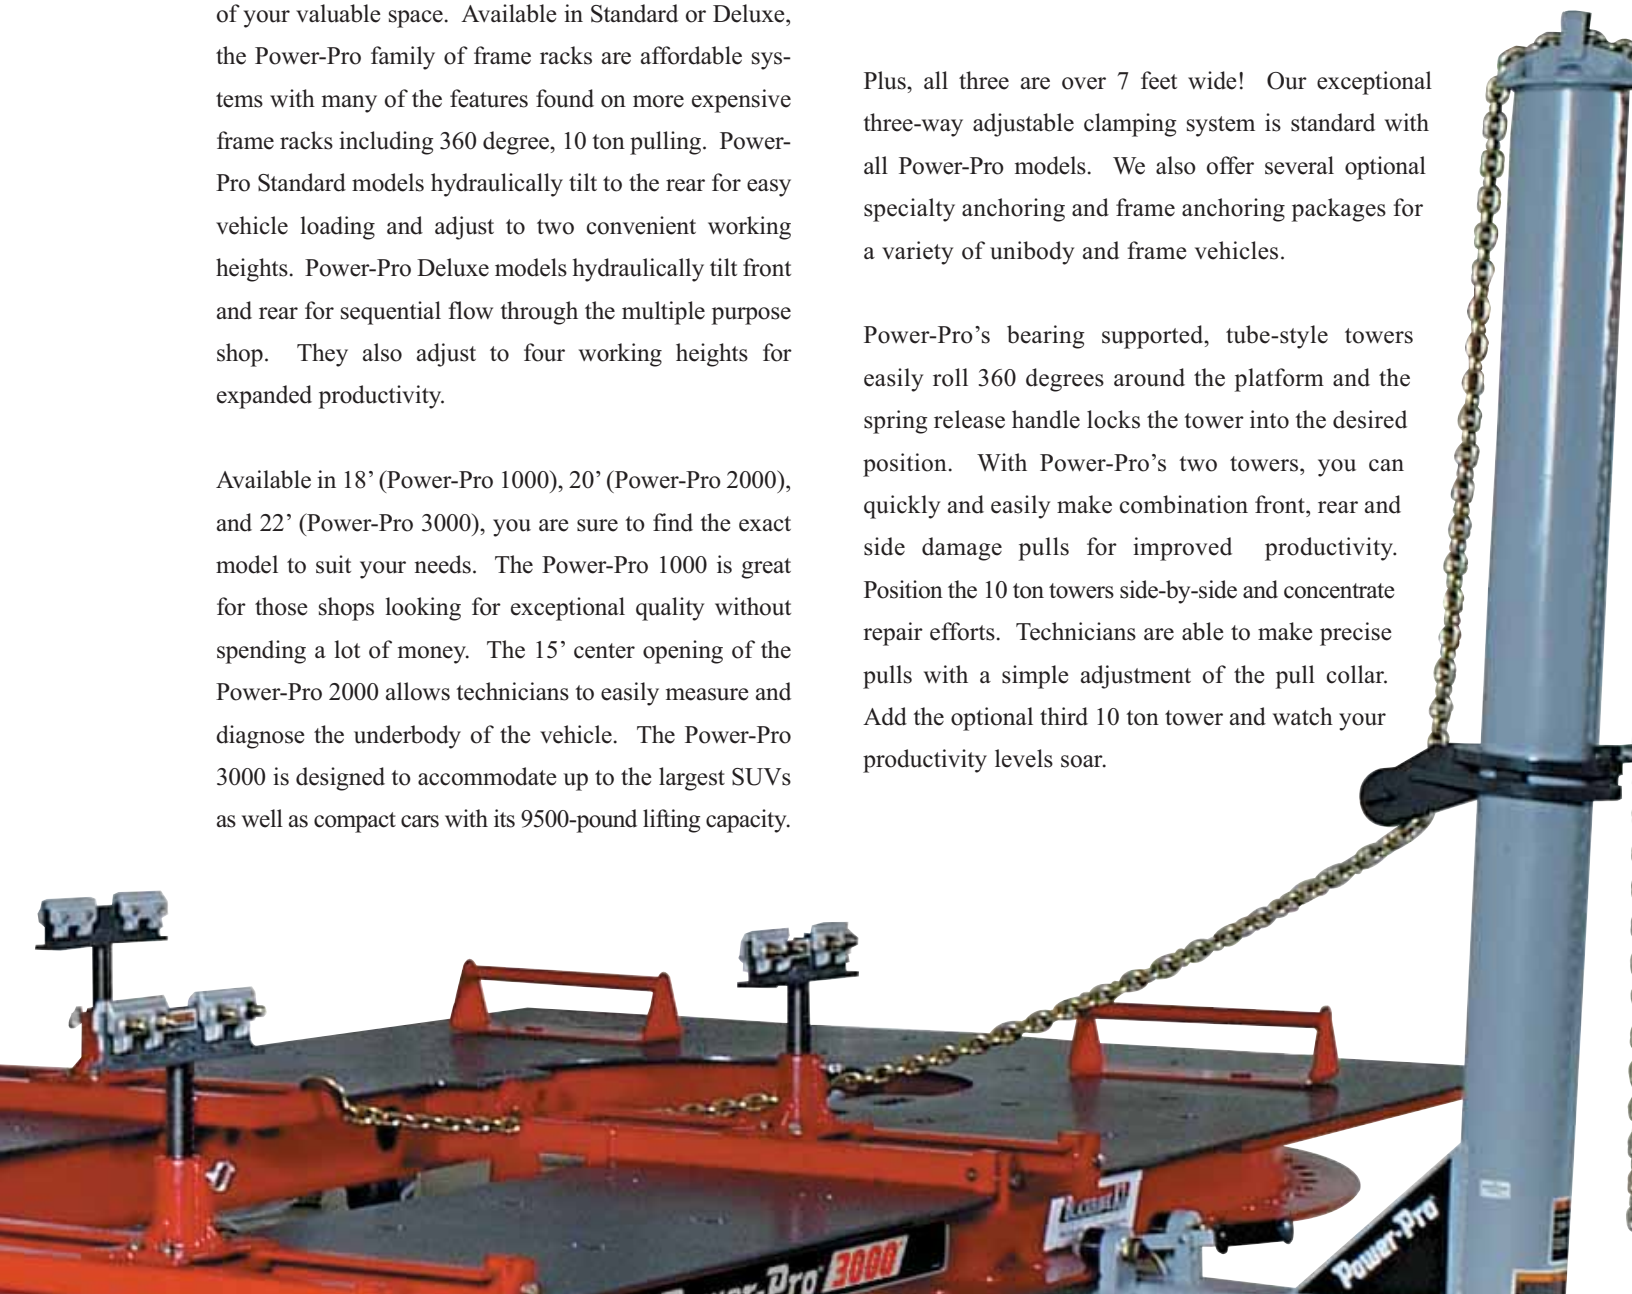 of your valuable space. Available in Standard or Deluxe,
the Power-Pro family of frame racks are affordable sys-
tems with many of the features found on more expensive
frame racks including 360 degree, 10 ton pulling. Power-
Pro Standard models hydraulically tilt to the rear for easy
vehicle loading and adjust to two convenient working
heights. Power-Pro Deluxe models hydraulically tilt front
and rear for sequential flow through the multiple purpose
shop. They also adjust to four working heights for
expanded productivity.
Available in 18’ (Power-Pro 1000), 20’ (Power-Pro 2000),
and 22’ (Power-Pro 3000), you are sure to find the exact
model to suit your needs. The Power-Pro 1000 is great
for those shops looking for exceptional quality without
spending a lot of money. The 15’ center opening of the
Power-Pro 2000 allows technicians to easily measure and
diagnose the underbody of the vehicle. The Power-Pro
3000 is designed to accommodate up to the largest SUVs
as well as compact cars with its 9500-pound lifting capacity.
Plus, all three are over 7 feet wide! Our exceptional
three-way adjustable clamping system is standard with
all Power-Pro models. We also offer several optional
specialty anchoring and frame anchoring packages for
a variety of unibody and frame vehicles.
Power-Pro’s bearing supported, tube-style towers
easily roll 360 degrees around the platform and the
spring release handle locks the tower into the desired
position. With Power-Pro’s two towers, you can
quickly and easily make combination front, rear and
side damage pulls for improved productivity.
Position the 10 ton towers side-by-side and concentrate
repair efforts. Technicians are able to make precise
pulls with a simple adjustment of the pull collar.
Add the optional third 10 ton tower and watch your
productivity levels soar.
Power-Pro 3000
Power-Pro